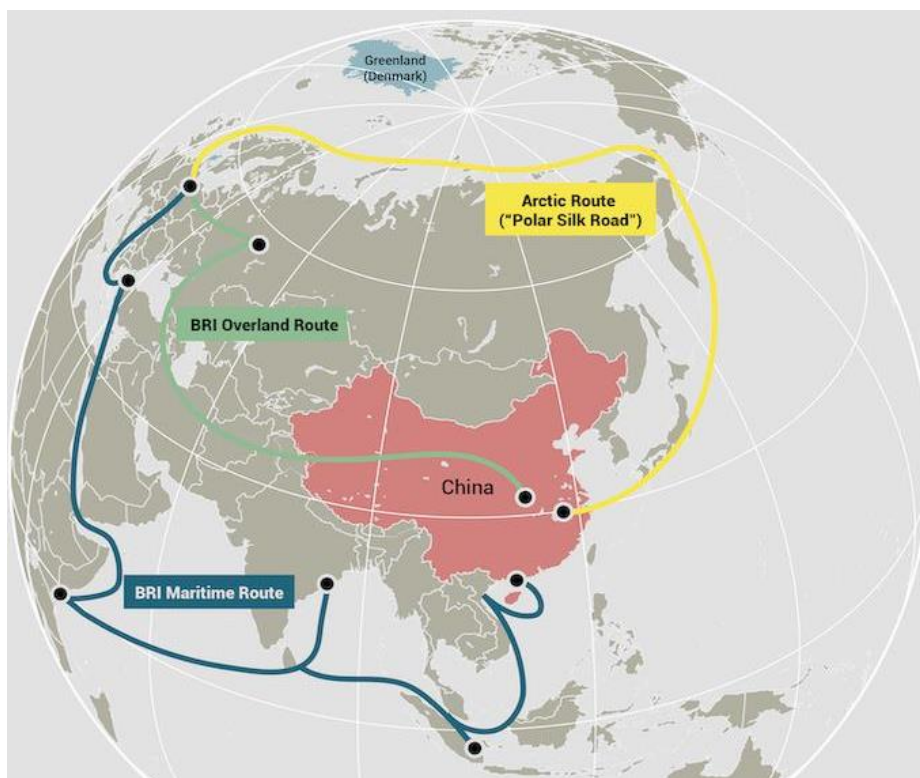 Greenland
(Denmark)
Arctic Route
(“Polar Silk Road”)
BRI Overland Route
China
BRI Maritime Route